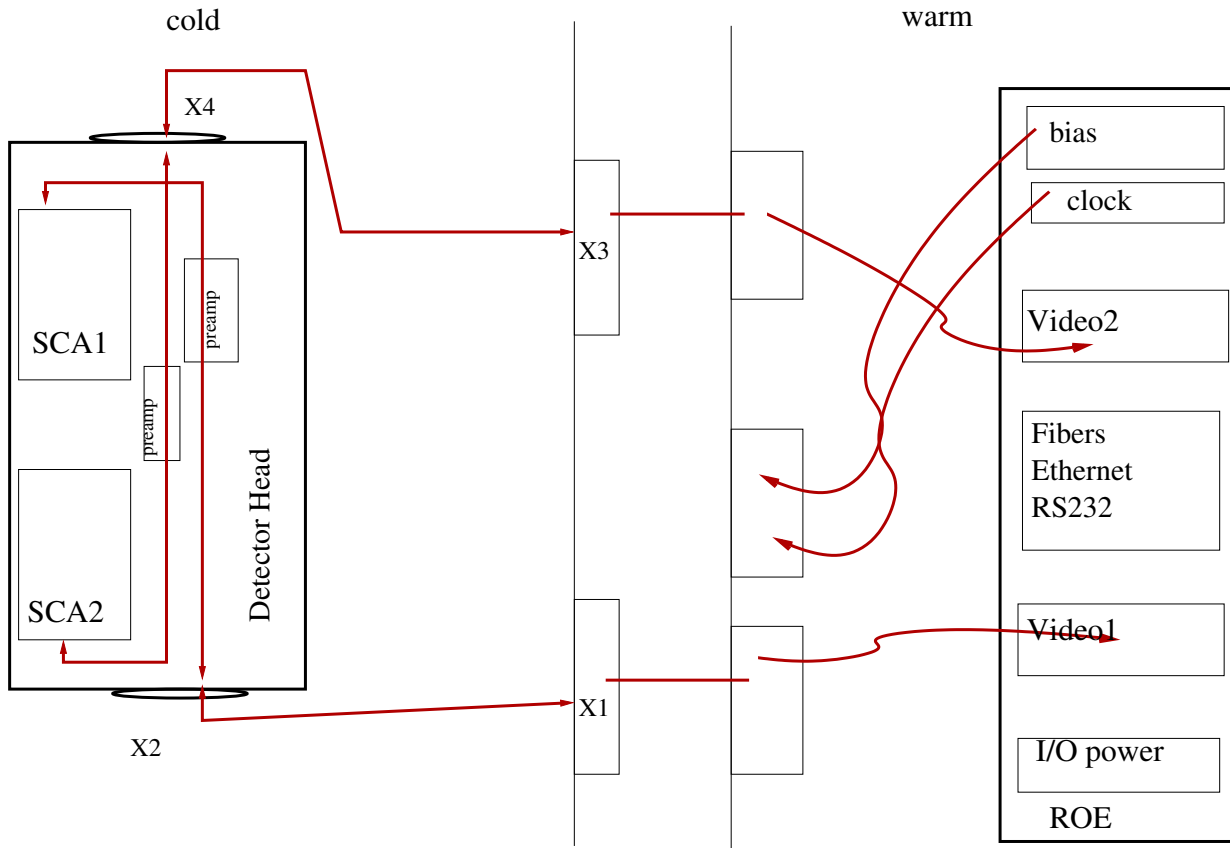 cold
warm
X4
bias
clock
X3
preamp
Video2
SCA1
preamp
Fibers
Ethernet
RS232
Detector Head
SCA2
Video1
X1
X2
I/O power
ROE